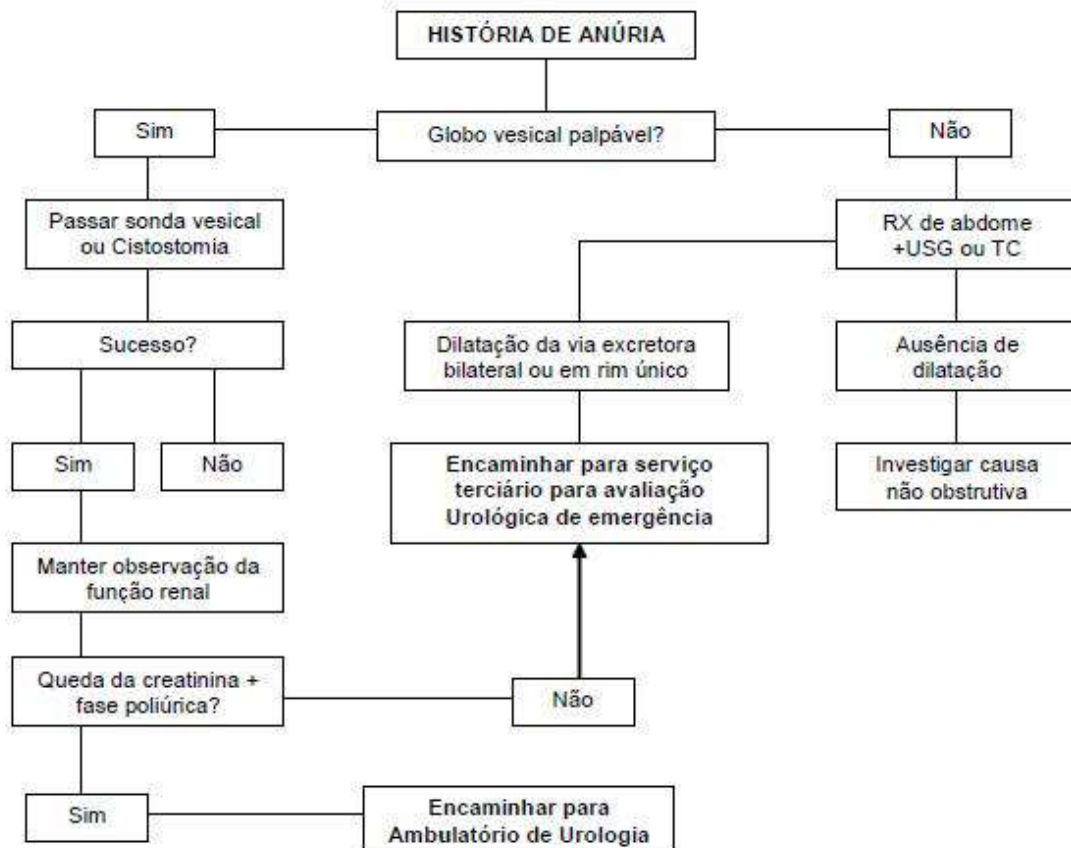 HISTÓRIA DE ANÚRIA
Sim
Globo vesical palpável?
Não
Passar sonda vesical
ou Cistostomia
RX de abdome
+USG ou TC
Sucesso?
Dilatação da via excretora
bilateral ou em rim único
Ausência de
dilatação
Sim
Não
Encaminhar para serviço
terciário para avaliação
Urológica de emergência
Investigar causa
não obstrutiva
Manter observação da
função renal
Queda da creatinina +
fase poliúrica?
Não
Sim
Encaminhar para
Ambulatório de Urologia